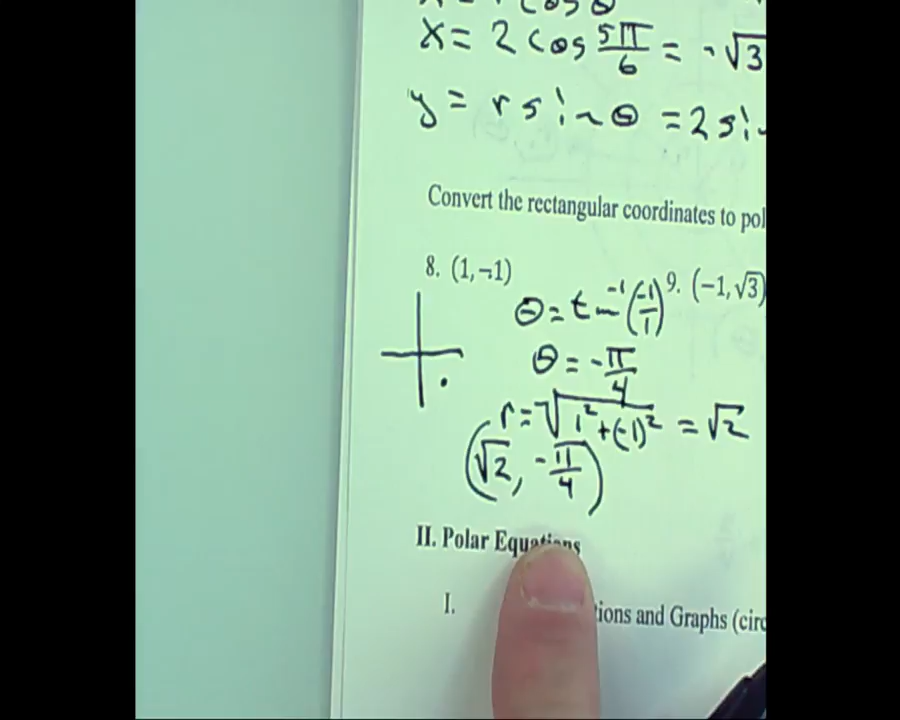 x = 2 cos 5π/6 = -√3
y = r sin θ = 2 sin
Convert the rectangular coordinates to pol
8. (1, -1)
θ = tan⁻¹(-1/1)
9. (-1, √3)
θ = -π/4
r = √1² + (-1)² = √2
(√2, -π/4)
II. Polar Equations
I.
tions and Graphs (circ